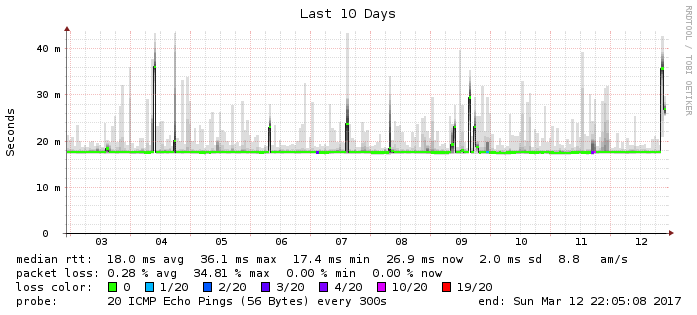 Last 10 Days
RRDTOOL / TOBI OETIKER
Seconds
40 m
30 m
20 m
10 m
0
03 04 05 06 07 08 09 10 11 12
median rtt: 18.0 ms avg 36.1 ms max 17.4 ms min 26.9 ms now 2.0 ms sd 8.8 am/s
packet loss: 0.28 % avg 34.81 % max 0.00 % min 0.00 % now
loss color: 0 1/20 2/20 3/20 4/20 10/20 19/20
probe: 20 ICMP Echo Pings (56 Bytes) every 300s end: Sun Mar 12 22:05:08 2017